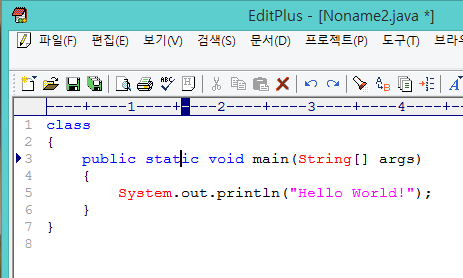 EditPlus - [Noname2.java *]
파일(F) 편집(E) 보기(V) 검색(S) 문서(D) 프로젝트(P) 도구(T) 브라우
----+----1----+----2----+----3----+----4----+--
1 class
2 {
3 public static void main(String[] args)
4 {
5 System.out.println("Hello World!");
6 }
7 }
8